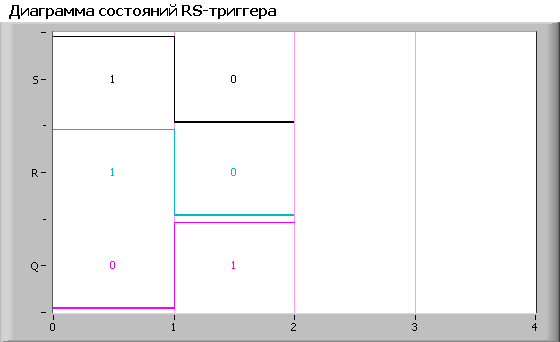 Диаграмма состояний RS-триггера
S 1 0
R 1 0
Q 0 1
0 1 2 3 4